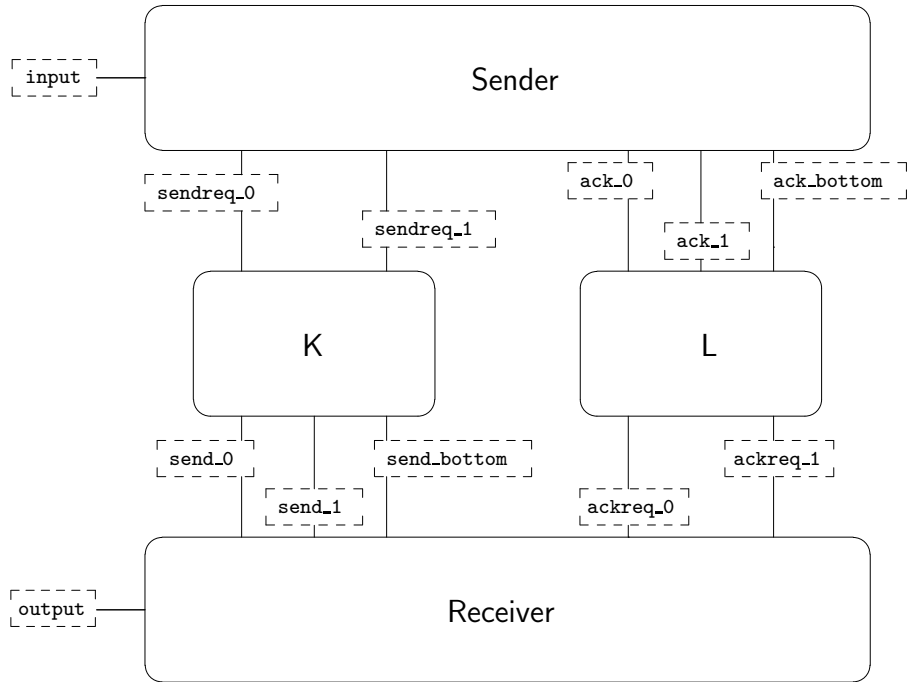 Sender
input
sendreq_0
sendreq_1
ack_0
ack_1
ack_bottom
K
L
send_0
send_1
send_bottom
ackreq_0
ackreq_1
output
Receiver